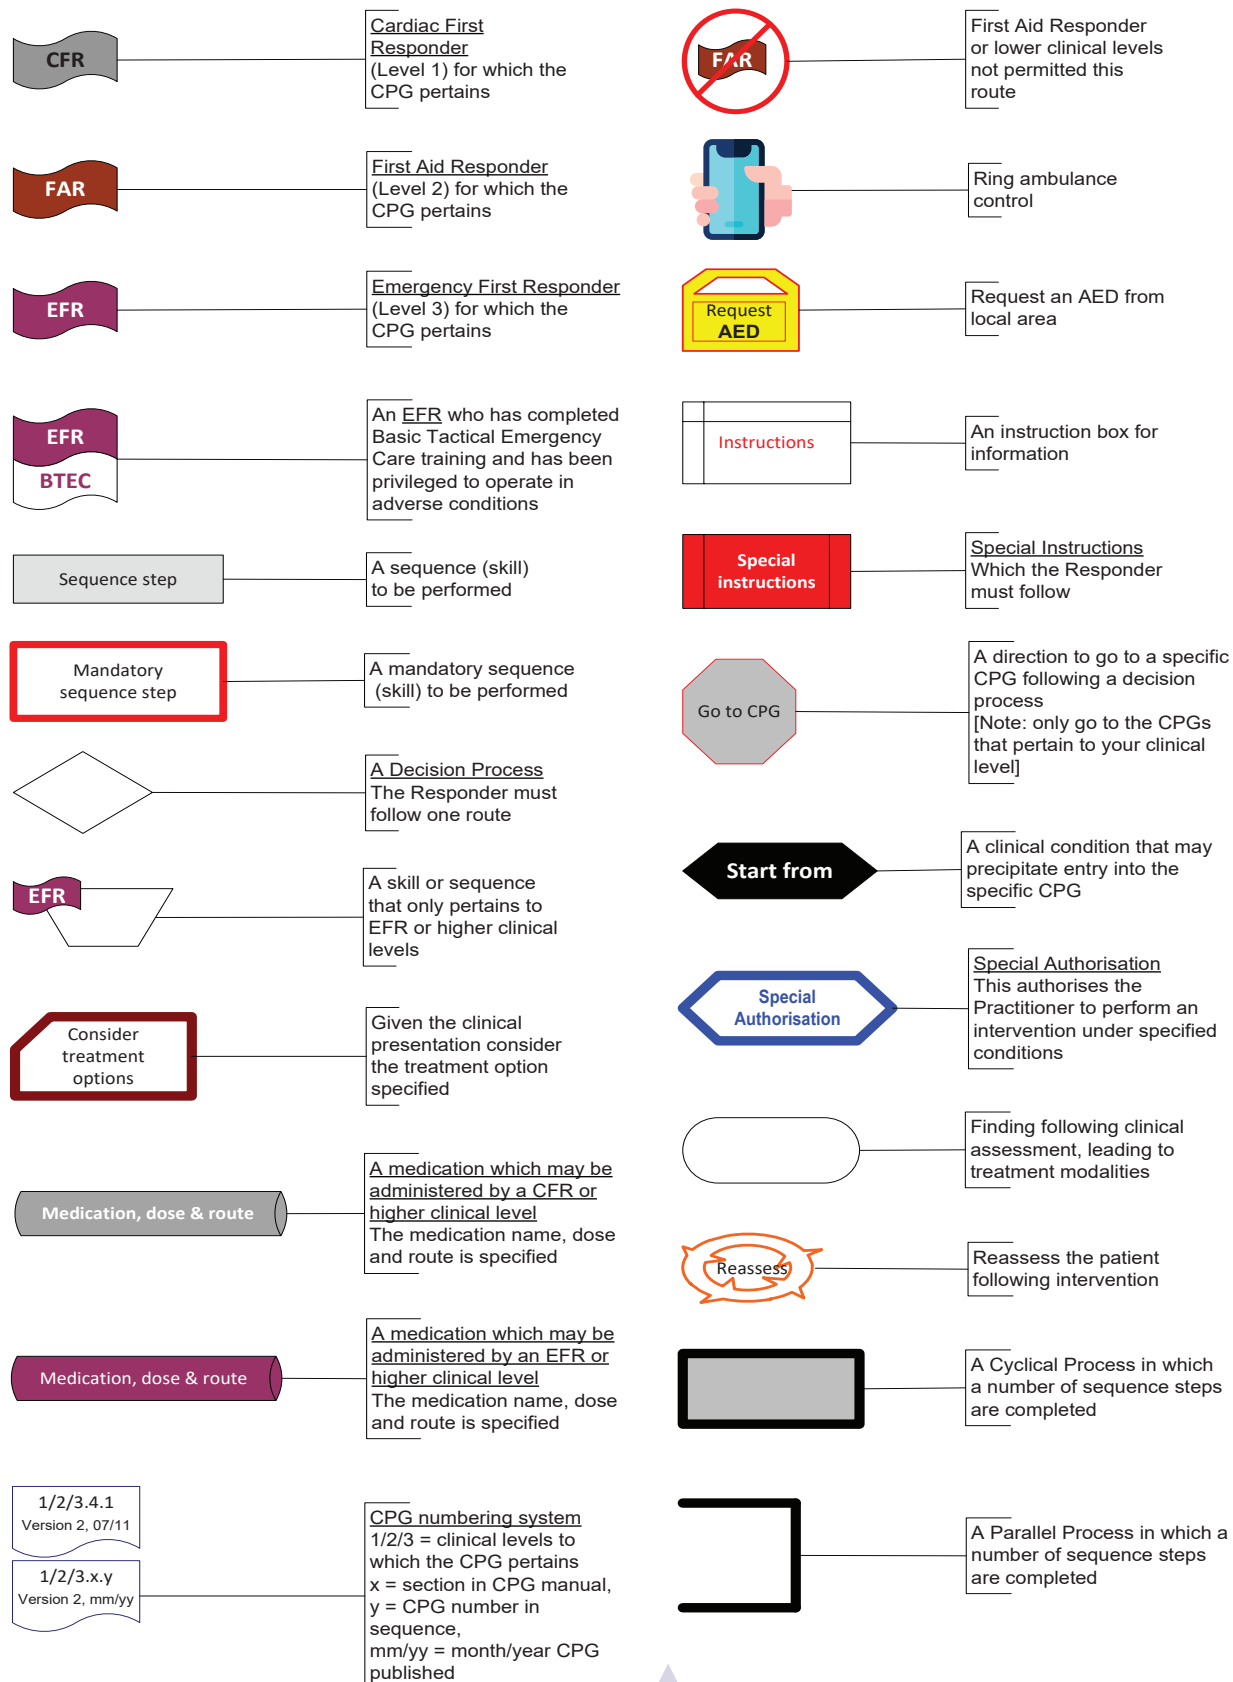 CFR
Cardiac First
Responder
(Level 1) for which the
CPG pertains
FAR
First Aid Responder
(Level 2) for which the
CPG pertains
EFR
Emergency First Responder
(Level 3) for which the
CPG pertains
EFR
BTEC
An EFR who has completed
Basic Tactical Emergency
Care training and has been
privileged to operate in
adverse conditions
Sequence step
A sequence (skill)
to be performed
Mandatory
sequence step
A mandatory sequence
(skill) to be performed
A Decision Process
The Responder must
follow one route
EFR
A skill or sequence
that only pertains to
EFR or higher clinical
levels
Consider
treatment
options
Given the clinical
presentation consider
the treatment option
specified
Medication, dose & route
A medication which may be
administered by a CFR or
higher clinical level
The medication name, dose
and route is specified
Medication, dose & route
A medication which may be
administered by an EFR or
higher clinical level
The medication name, dose
and route is specified
1/2/3.4.1
Version 2, 07/11
1/2/3.x.y
Version 2, mm/yy
CPG numbering system
1/2/3 = clinical levels to
which the CPG pertains
x = section in CPG manual,
y = CPG number in
sequence,
mm/yy = month/year CPG
published
FAR
First Aid Responder
or lower clinical levels
not permitted this
route
Ring ambulance
control
Request
AED
Request an AED from
local area
Instructions
An instruction box for
information
Special
instructions
Special Instructions
Which the Responder
must follow
Go to CPG
A direction to go to a specific
CPG following a decision
process
[Note: only go to the CPGs
that pertain to your clinical
level]
Start from
A clinical condition that may
precipitate entry into the
specific CPG
Special
Authorisation
Special Authorisation
This authorises the
Practitioner to perform an
intervention under specified
conditions
Finding following clinical
assessment, leading to
treatment modalities
Reassess
Reassess the patient
following intervention
A Cyclical Process in which
a number of sequence steps
are completed
A Parallel Process in which a
number of sequence steps
are completed